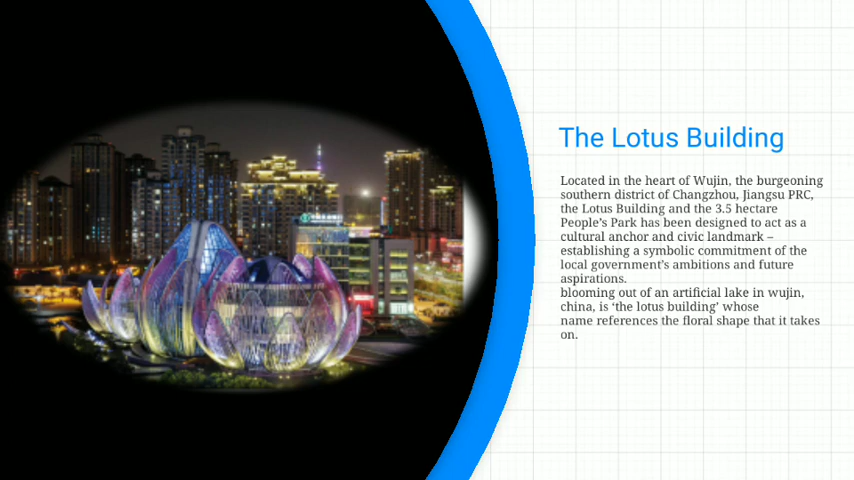 The Lotus Building
Located in the heart of Wujin, the burgeoning
southern district of Changzhou, Jiangsu PRC,
the Lotus Building and the 3.5 hectare
People's Park has been designed to act as a
cultural anchor and civic landmark –
establishing a symbolic commitment of the
local government's ambitions and future
aspirations.
blooming out of an artificial lake in wujin,
china, is ‘the lotus building’ whose
name references the floral shape that it takes
on.